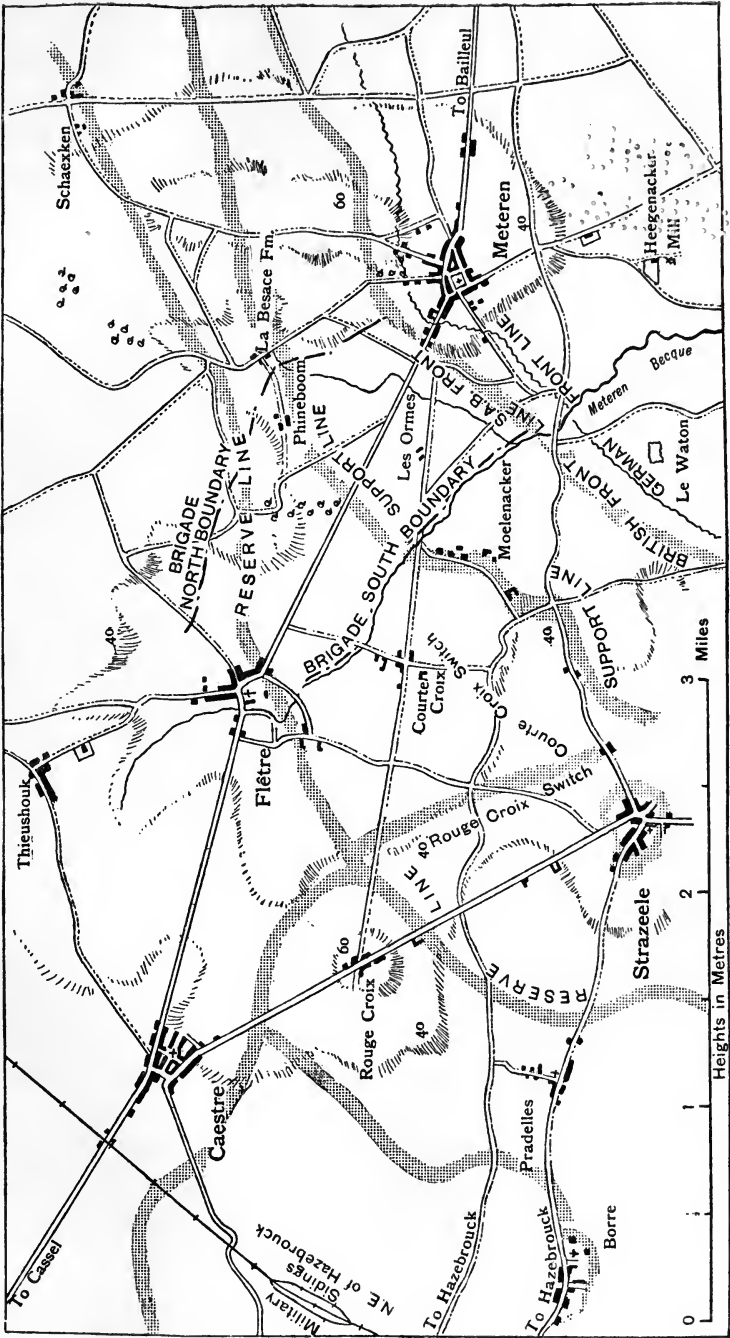 To Cassel
Military
Sidings
N.E. of Hazebrouck
Caestre
Thieushouk
Flêtre
Rouge Croix
60
40
LINE
RESERVE
40
Rouge Croix Switch
Courte Croix Switch
Courte
Croix
Strazeele
Pradelles
Borre
To Hazebrouck
To Hazebrouck
BRIGADE
NORTH BOUNDARY
RESERVE LINE
40
Phineboom
La Besace Fm.
SUPPORT LINE
Les Ormes
BRIGADE SOUTH BOUNDARY
Moelenacker
SUPPORT LINE
40
S.A.B. FRONT
LINE
FRONT LINE
BRITISH FRONT
GERMAN
Le Waton
Meteren Becque
Schaexken
60
To Bailleul
Meteren
40
Heegenacker
Mill
0
1
2
3
Miles
Heights in Metres